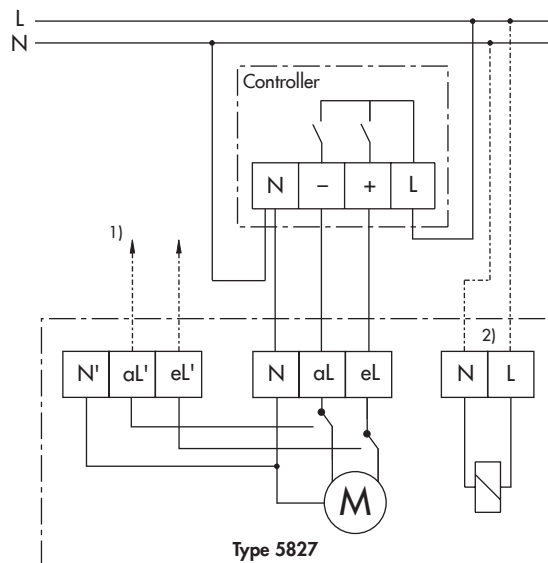 L
N
Controller
N – + L
1)
2)
N' aL' eL' N aL eL N L
M
Type 5827